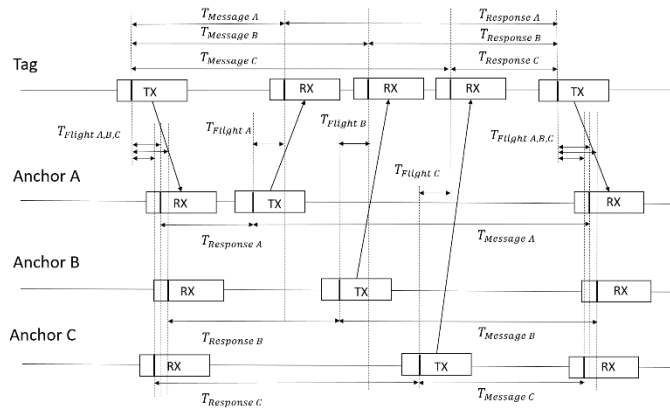 T_Message A T_Response A
T_Message B T_Response B
T_Message C T_Response C
Tag
TX RX RX RX TX
T_Flight A,B,C T_Flight A T_Flight B T_Flight A,B,C
T_Flight C
Anchor A
RX TX RX
T_Response A T_Message A
Anchor B
RX TX RX
T_Response B T_Message B
Anchor C
RX TX RX
T_Response C T_Message C